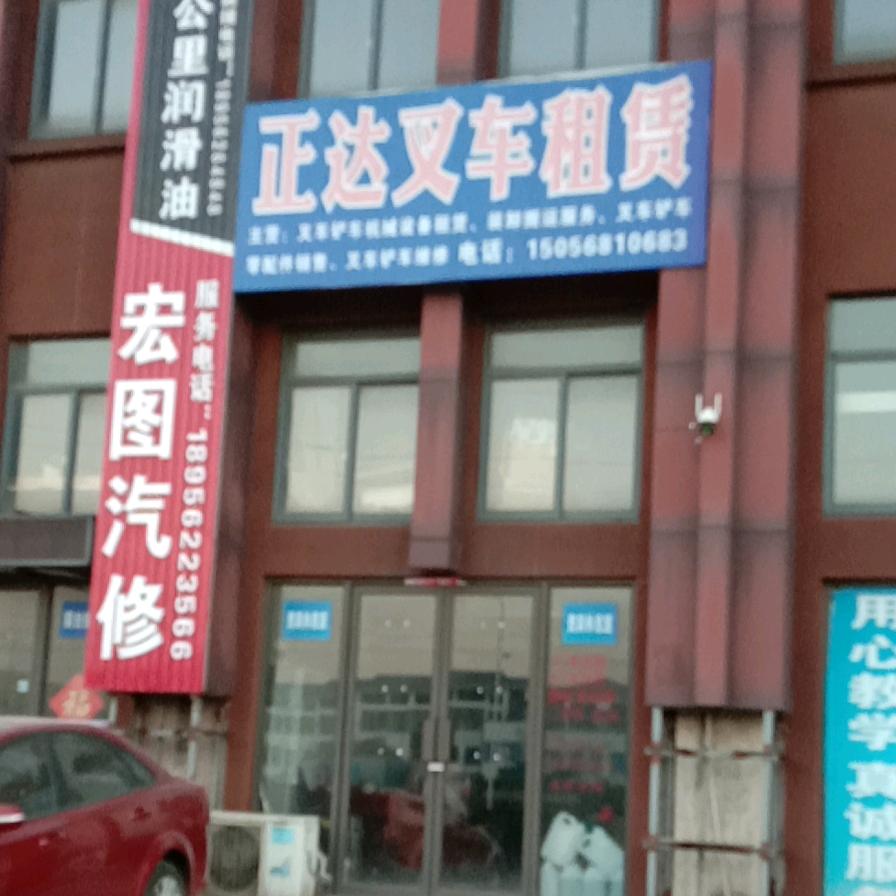 公里润滑油
宏图汽修
服务电话：18956223566
正达叉车租赁
主营：叉车铲车机械设备租赁、装卸搬运服务、叉车铲车
零配件销售、叉车铲车维修 电话：15056810683
福
用心教学 真诚服